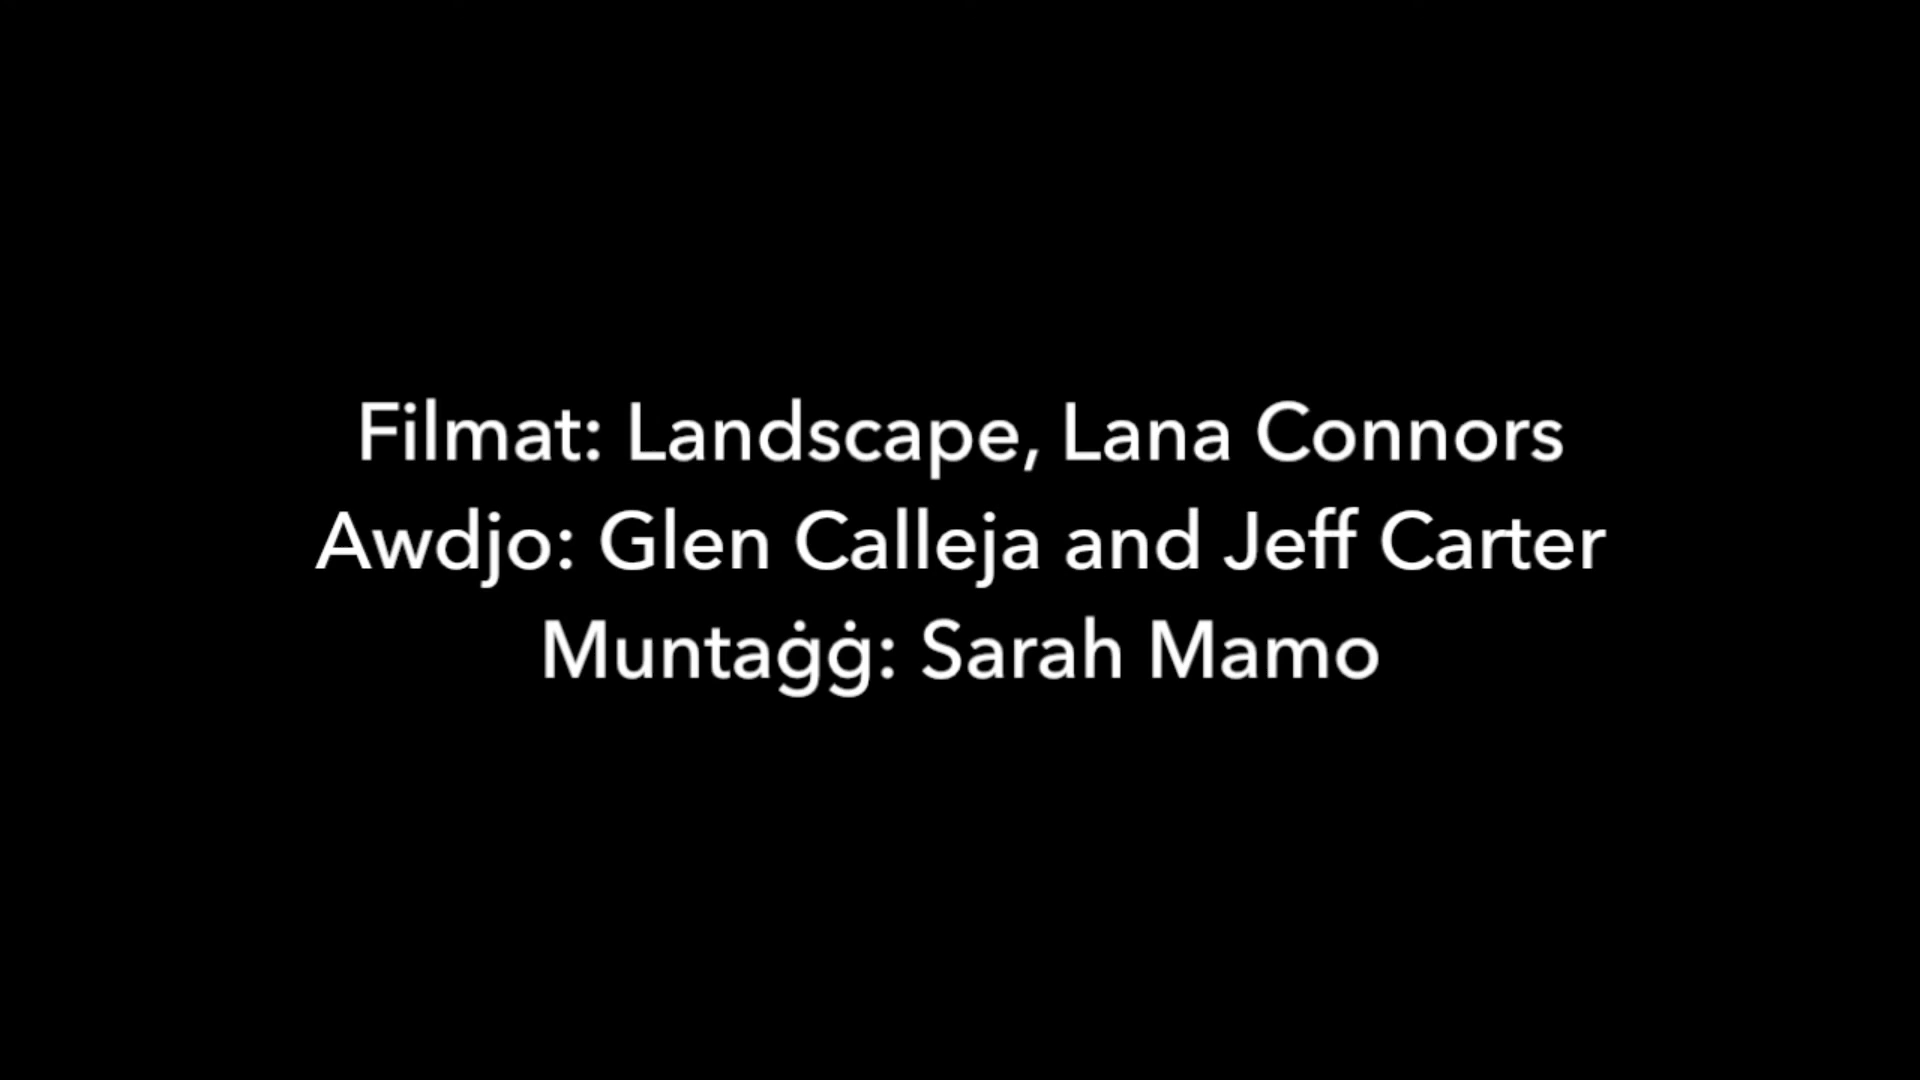 Filmat: Landscape, Lana Connors
Awdjo: Glen Calleja and Jeff Carter
Muntaġġ: Sarah Mamo